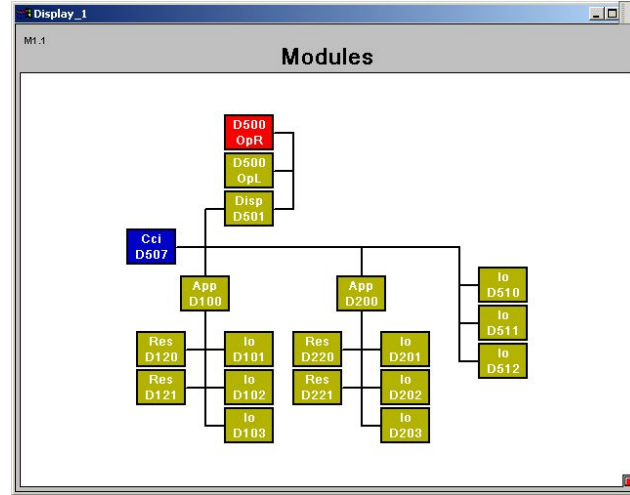 Display_1
M1.1
Modules
D500
OpR
D500
OpL
Disp
D501
Cci
D507
App
D100
App
D200
Io
D510
Io
D511
Io
D512
Res
D120
Io
D101
Res
D220
Io
D201
Res
D121
Io
D102
Res
D221
Io
D202
Io
D103
Io
D203